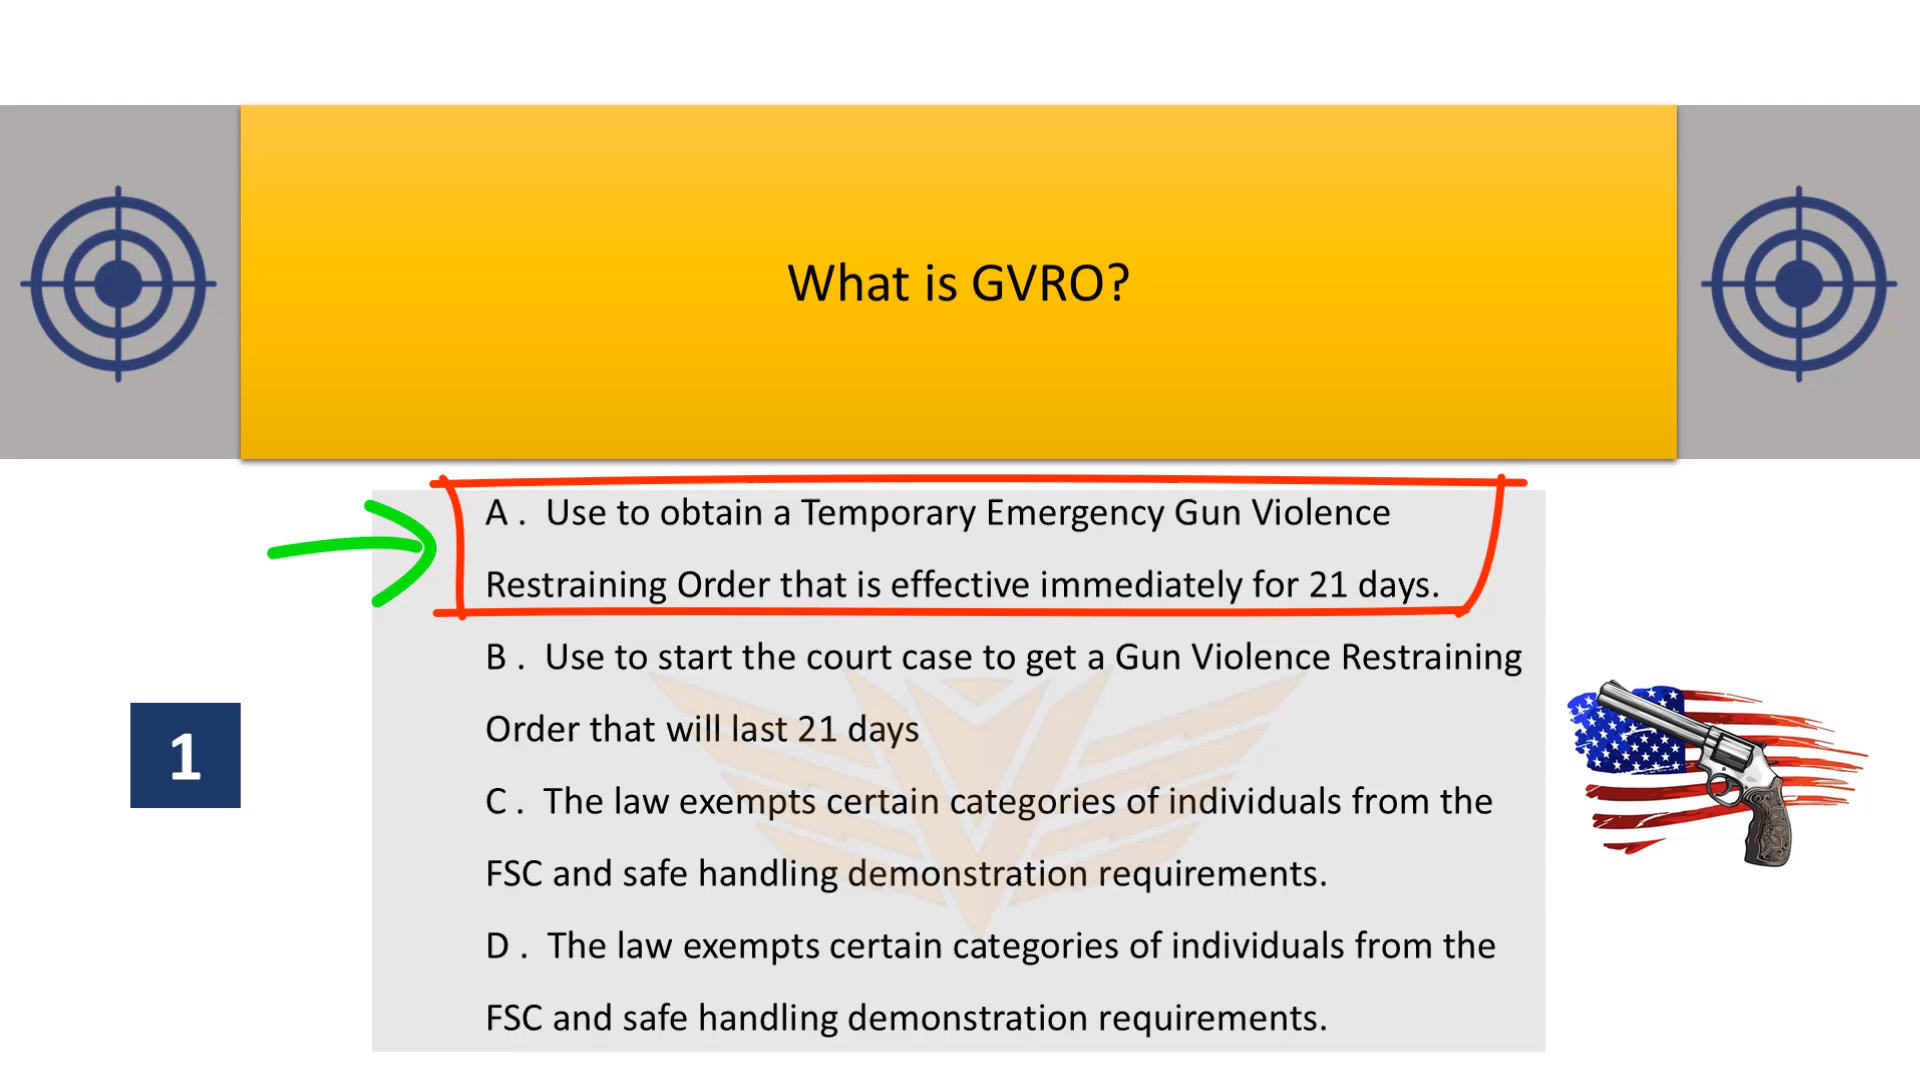 What is GVRO?
A . Use to obtain a Temporary Emergency Gun Violence
Restraining Order that is effective immediately for 21 days.
B . Use to start the court case to get a Gun Violence Restraining
Order that will last 21 days
C . The law exempts certain categories of individuals from the
FSC and safe handling demonstration requirements.
D . The law exempts certain categories of individuals from the
FSC and safe handling demonstration requirements.
1